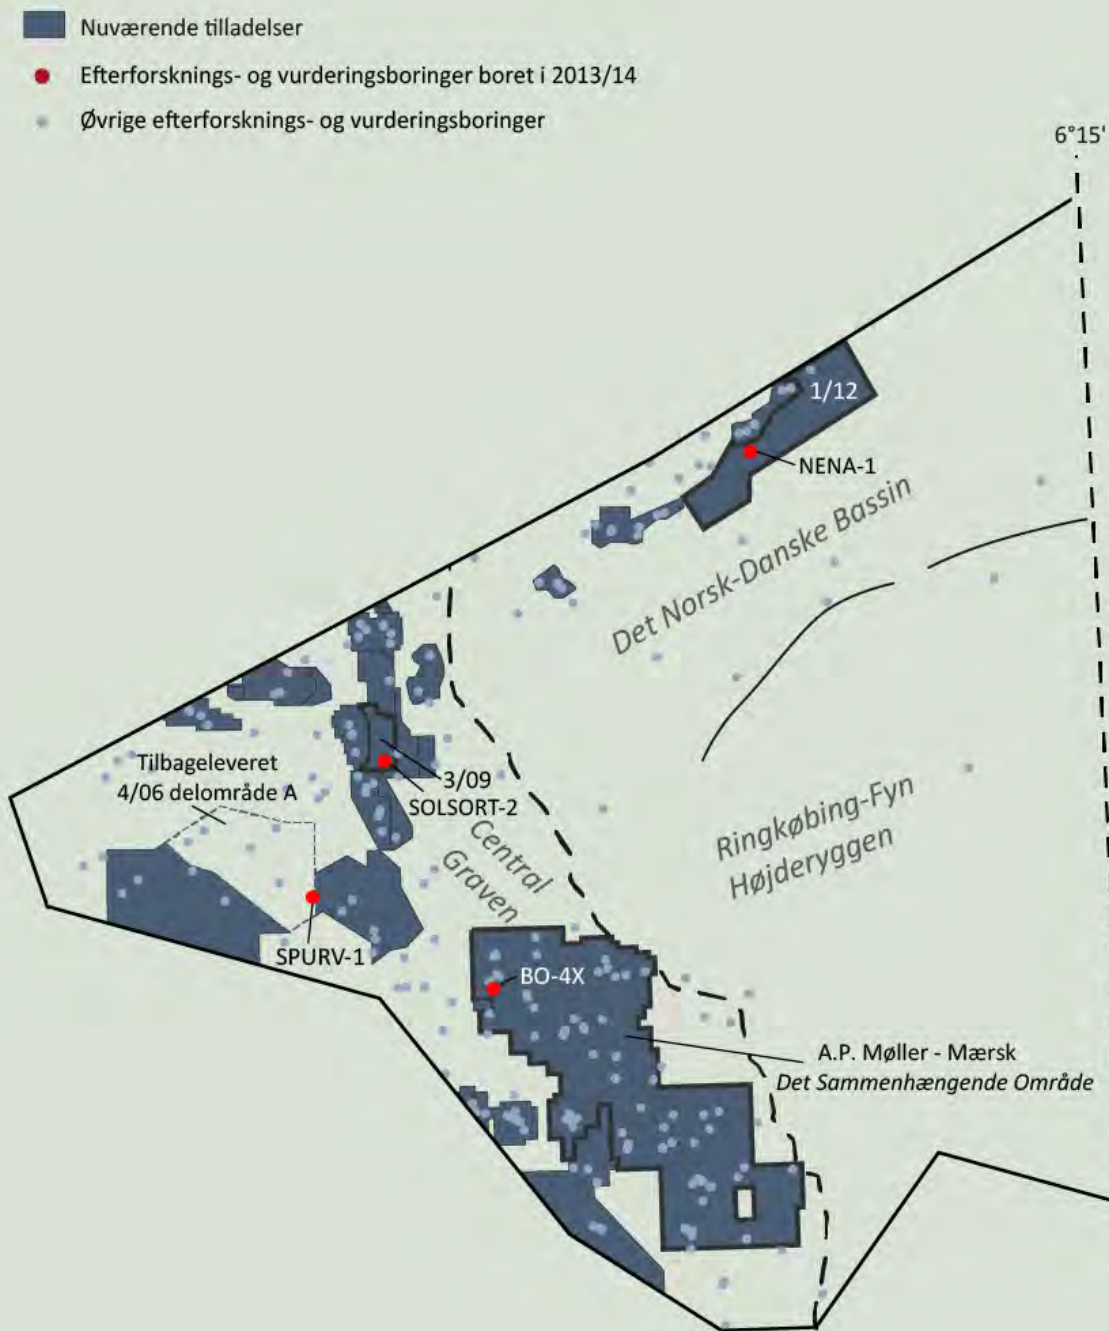 Nuværende tilladelser
Efterforsknings- og vurderingsboringer boret i 2013/14
Øvrige efterforsknings- og vurderingsboringer
6°15'
1/12
NENA-1
Det Norsk-Danske Bassin
Tilbageleveret
4/06 delområde A
3/09
SOLSORT-2
Central
Graven
Ringkøbing-Fyn
Højderyggen
SPURV-1
BO-4X
A.P. Møller - Mærsk
Det Sammenhængende Område